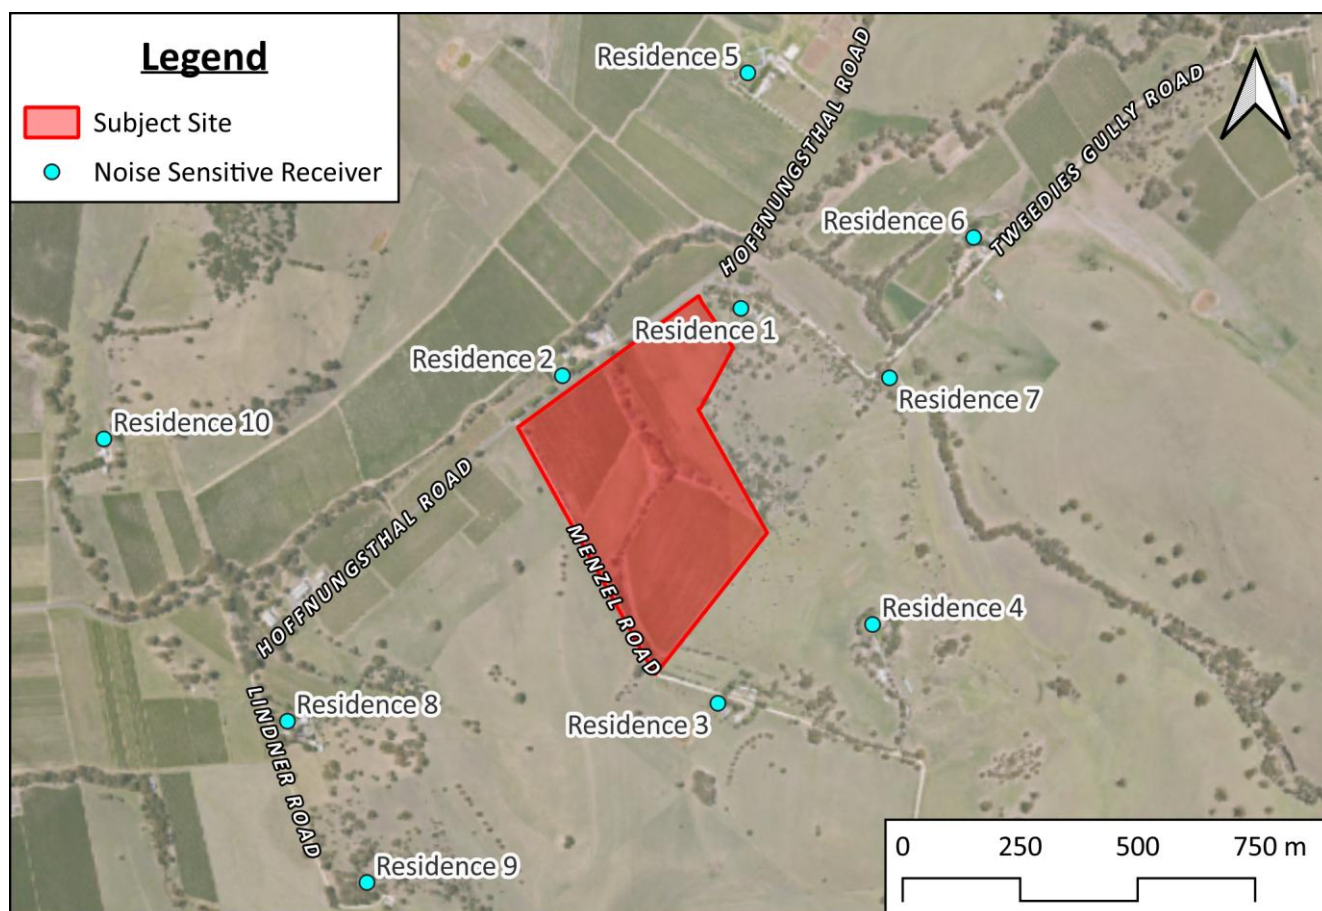 Legend
Subject Site
Noise Sensitive Receiver
Residence 5
HOFFNUNGSTHAL ROAD
TWEEDIES GULLY ROAD
Residence 6
Residence 1
Residence 2
Residence 7
Residence 10
HOFFNUNGSTHAL ROAD
MENZEL ROAD
Residence 4
Residence 3
Residence 8
LINDNER ROAD
Residence 9
0 250 500 750 m